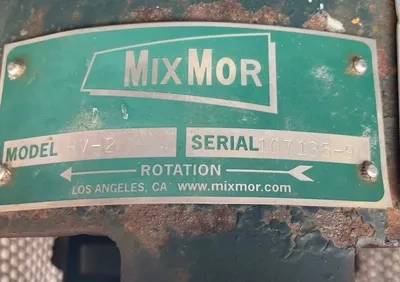 MIXMOR
MODEL SERIAL
ROTATION
LOS ANGELES, CA www.mixmor.com